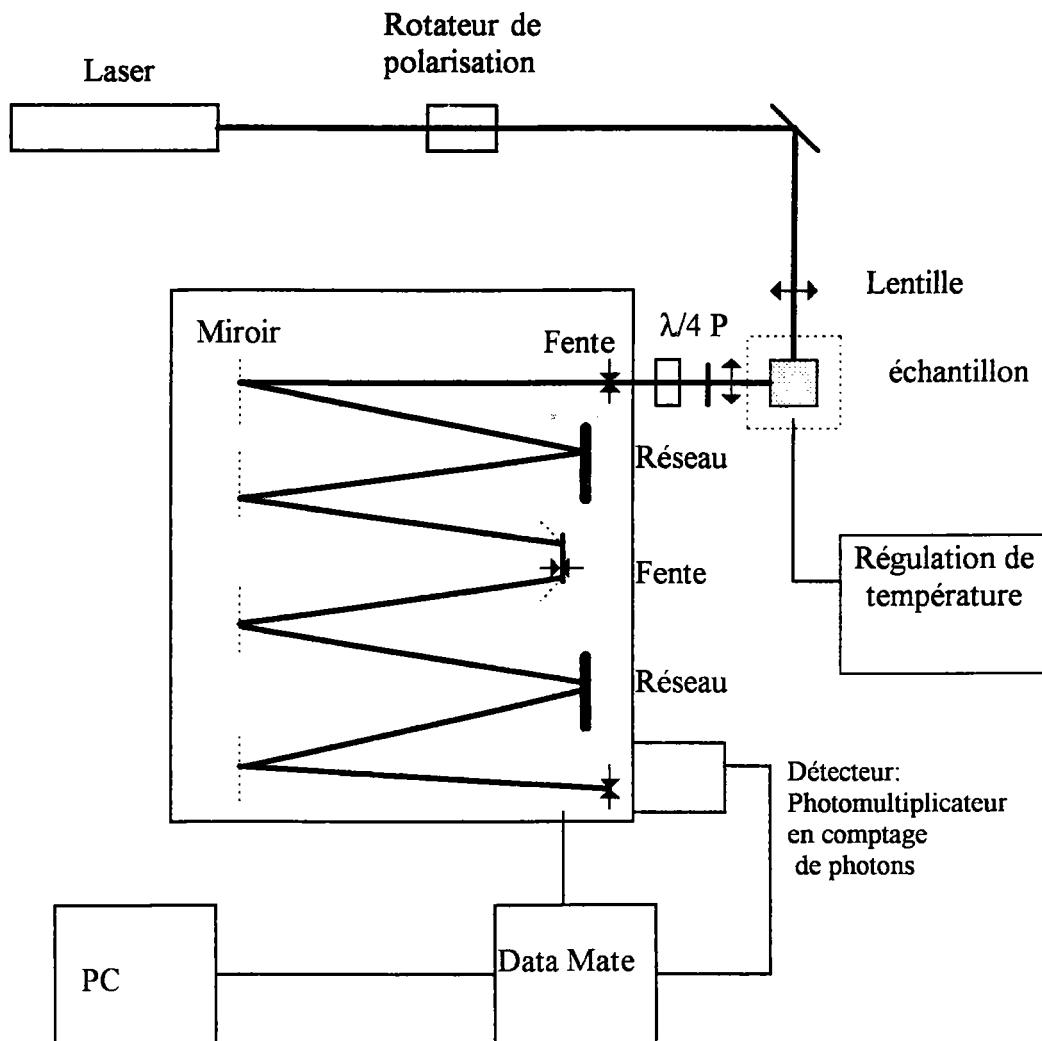 Rotateur de
polarisation
Laser
Lentille
λ/4 P
Miroir
Fente
échantillon
Réseau
Fente
Régulation de
température
Réseau
Détecteur:
Photomultiplicateur
en comptage
de photons
Data Mate
PC